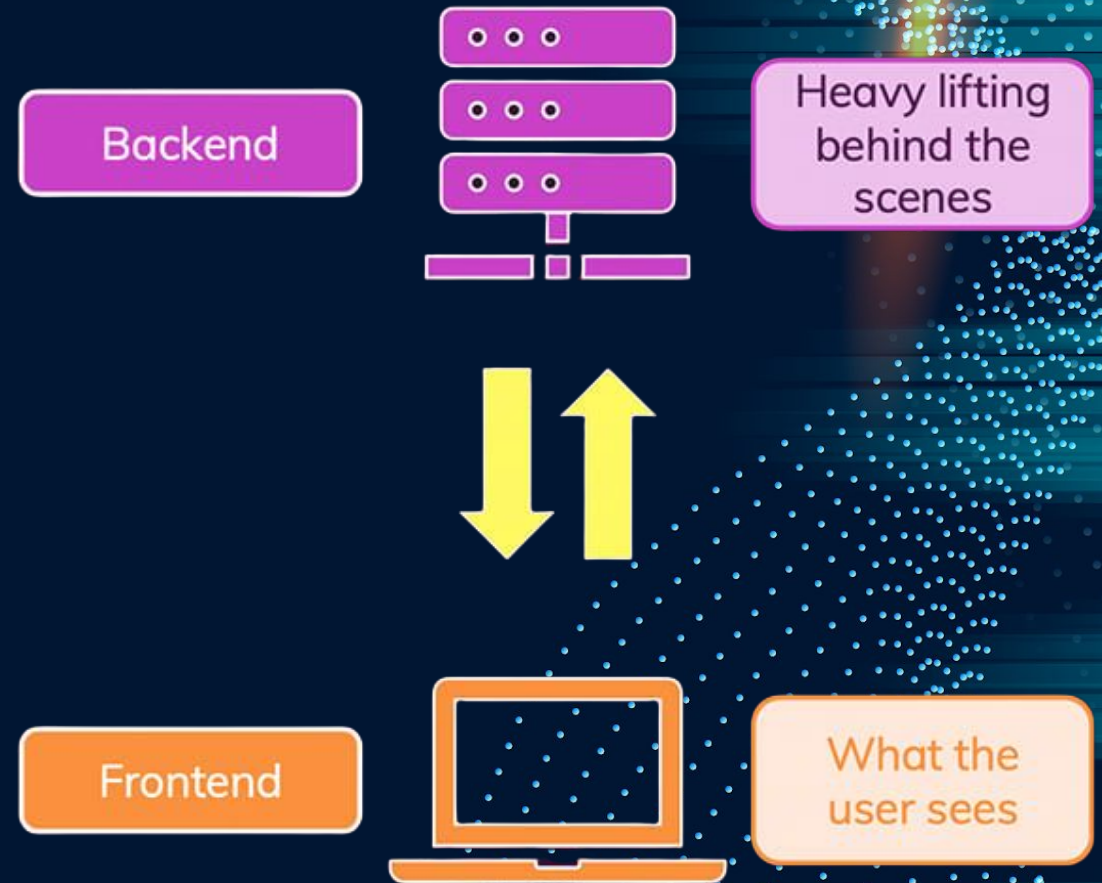 Backend
Heavy lifting
behind the
scenes
Frontend
What the
user sees